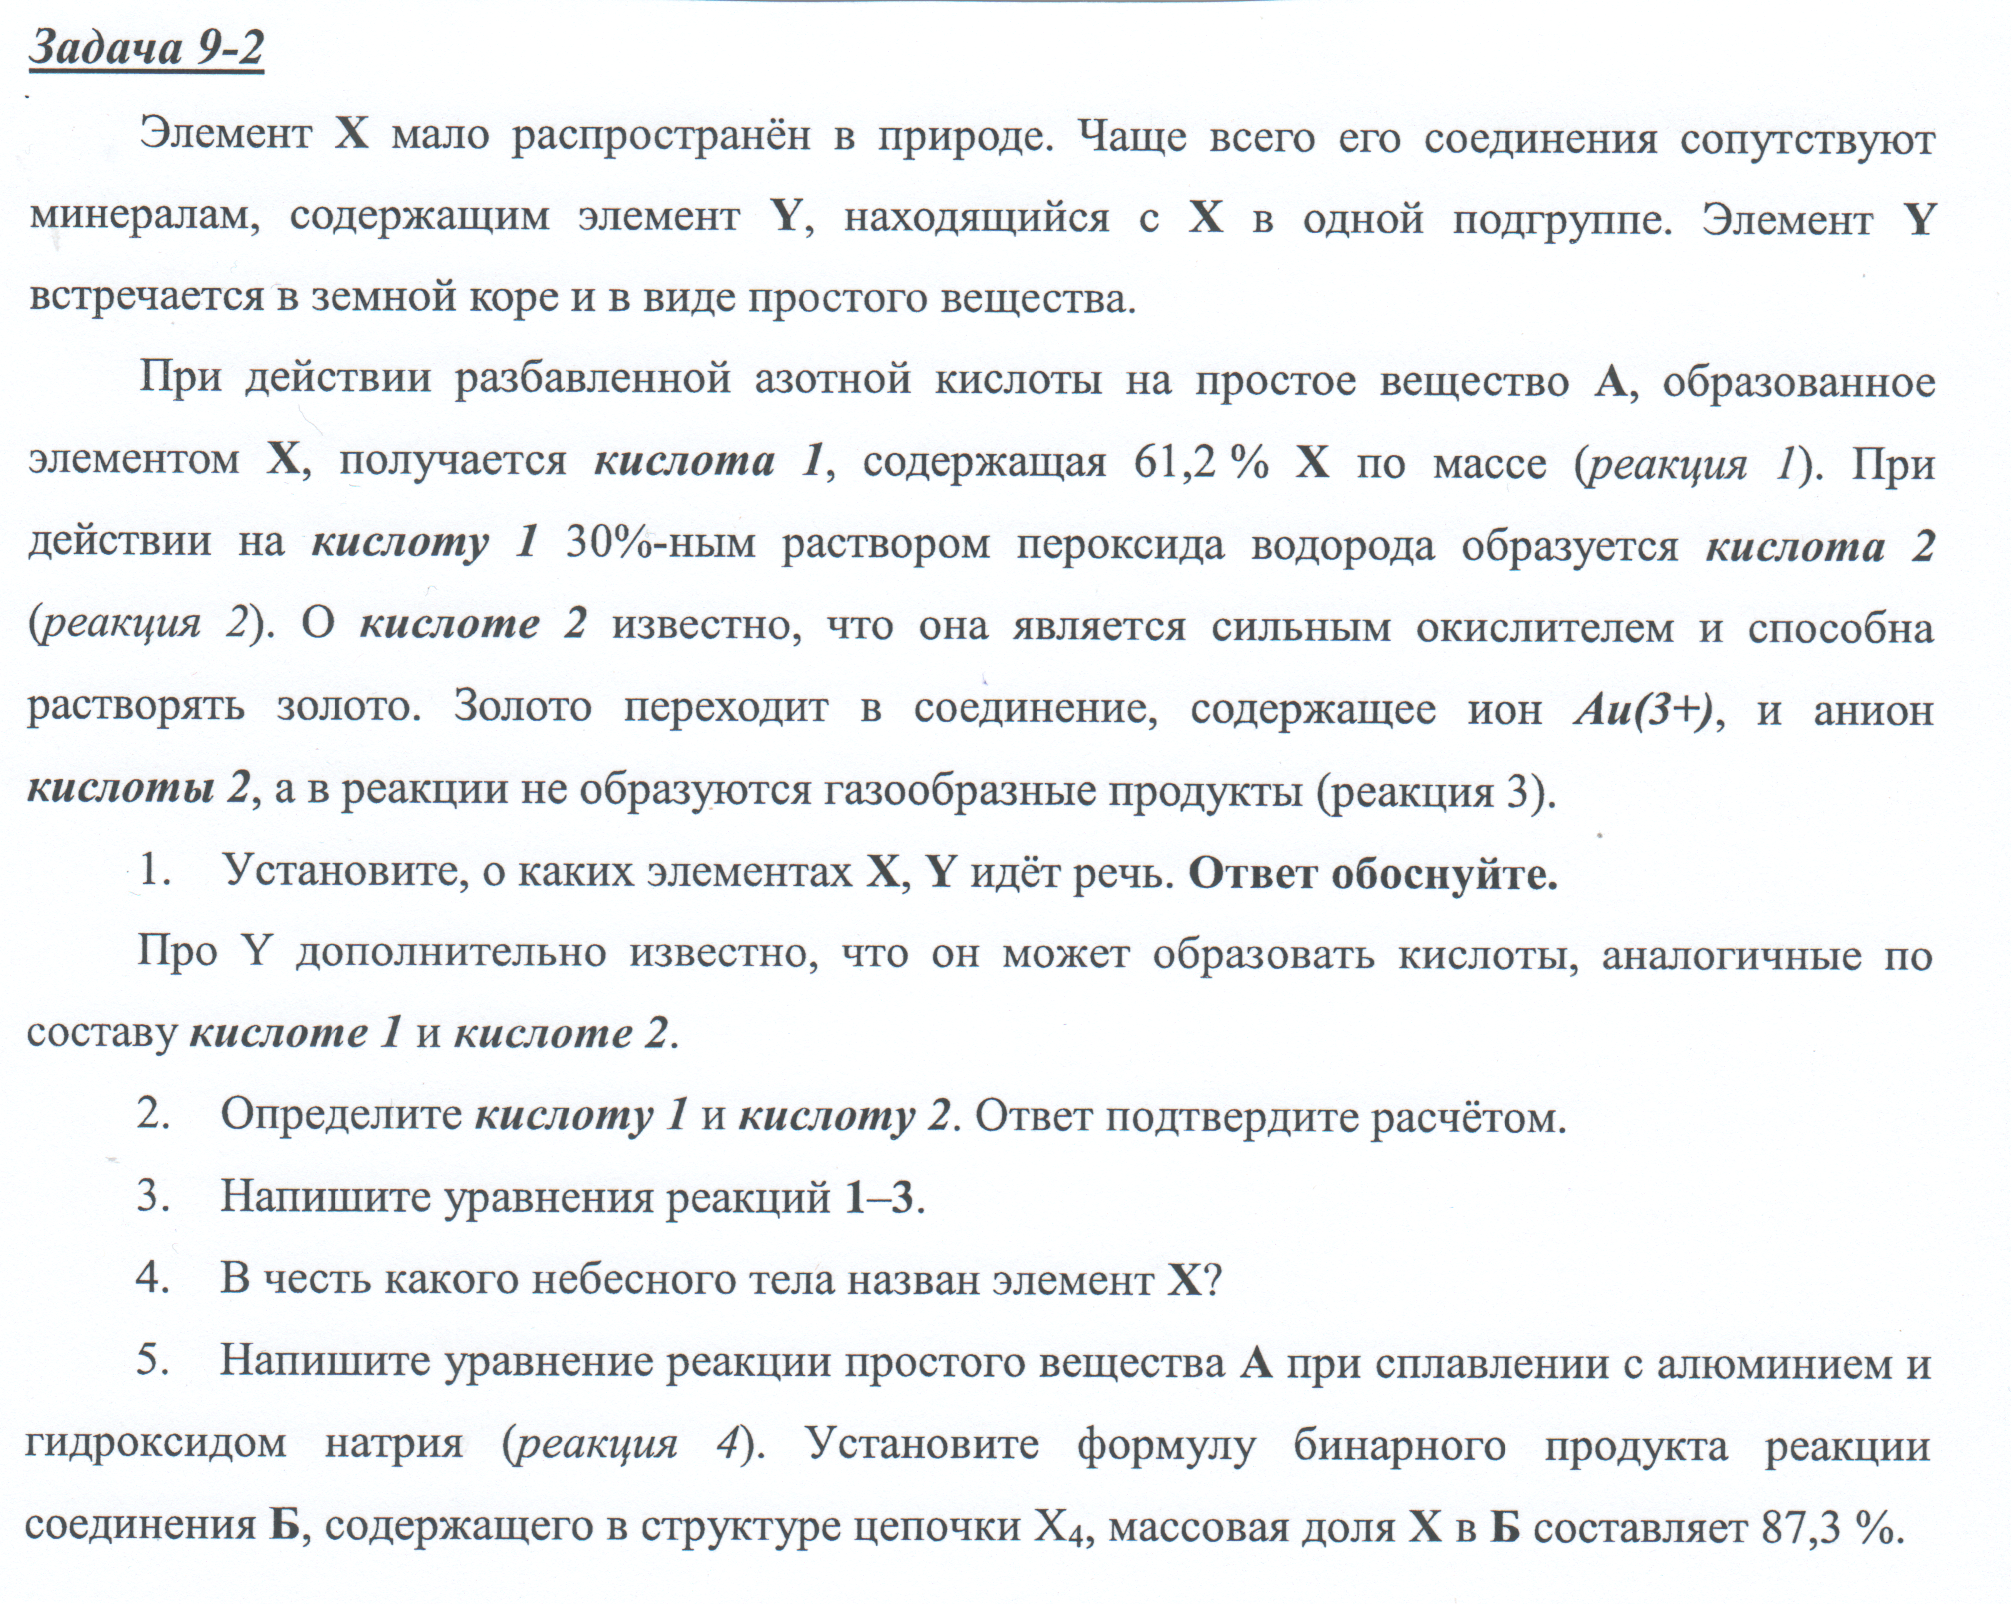 Задача 9-2
Элемент X мало распространён в природе. Чаще всего его соединения сопутствуют
минералам, содержащим элемент Y, находящийся с X в одной подгруппе. Элемент Y
встречается в земной коре и в виде простого вещества.
При действии разбавленной азотной кислоты на простое вещество А, образованное
элементом X, получается кислота 1, содержащая 61,2 % X по массе (реакция 1). При
действии на кислоту 1 30%-ным раствором пероксида водорода образуется кислота 2
(реакция 2). О кислоте 2 известно, что она является сильным окислителем и способна
растворять золото. Золото переходит в соединение, содержащее ион Au(3+), и анион
кислоты 2, а в реакции не образуются газообразные продукты (реакция 3).
1. Установите, о каких элементах X, Y идёт речь. Ответ обоснуйте.
Про Y дополнительно известно, что он может образовать кислоты, аналогичные по
составу кислоте 1 и кислоте 2.
2. Определите кислоту 1 и кислоту 2. Ответ подтвердите расчётом.
3. Напишите уравнения реакций 1–3.
4. В честь какого небесного тела назван элемент X?
5. Напишите уравнение реакции простого вещества А при сплавлении с алюминием и
гидроксидом натрия (реакция 4). Установите формулу бинарного продукта реакции
соединения Б, содержащего в структуре цепочки X₄, массовая доля X в Б составляет 87,3 %.